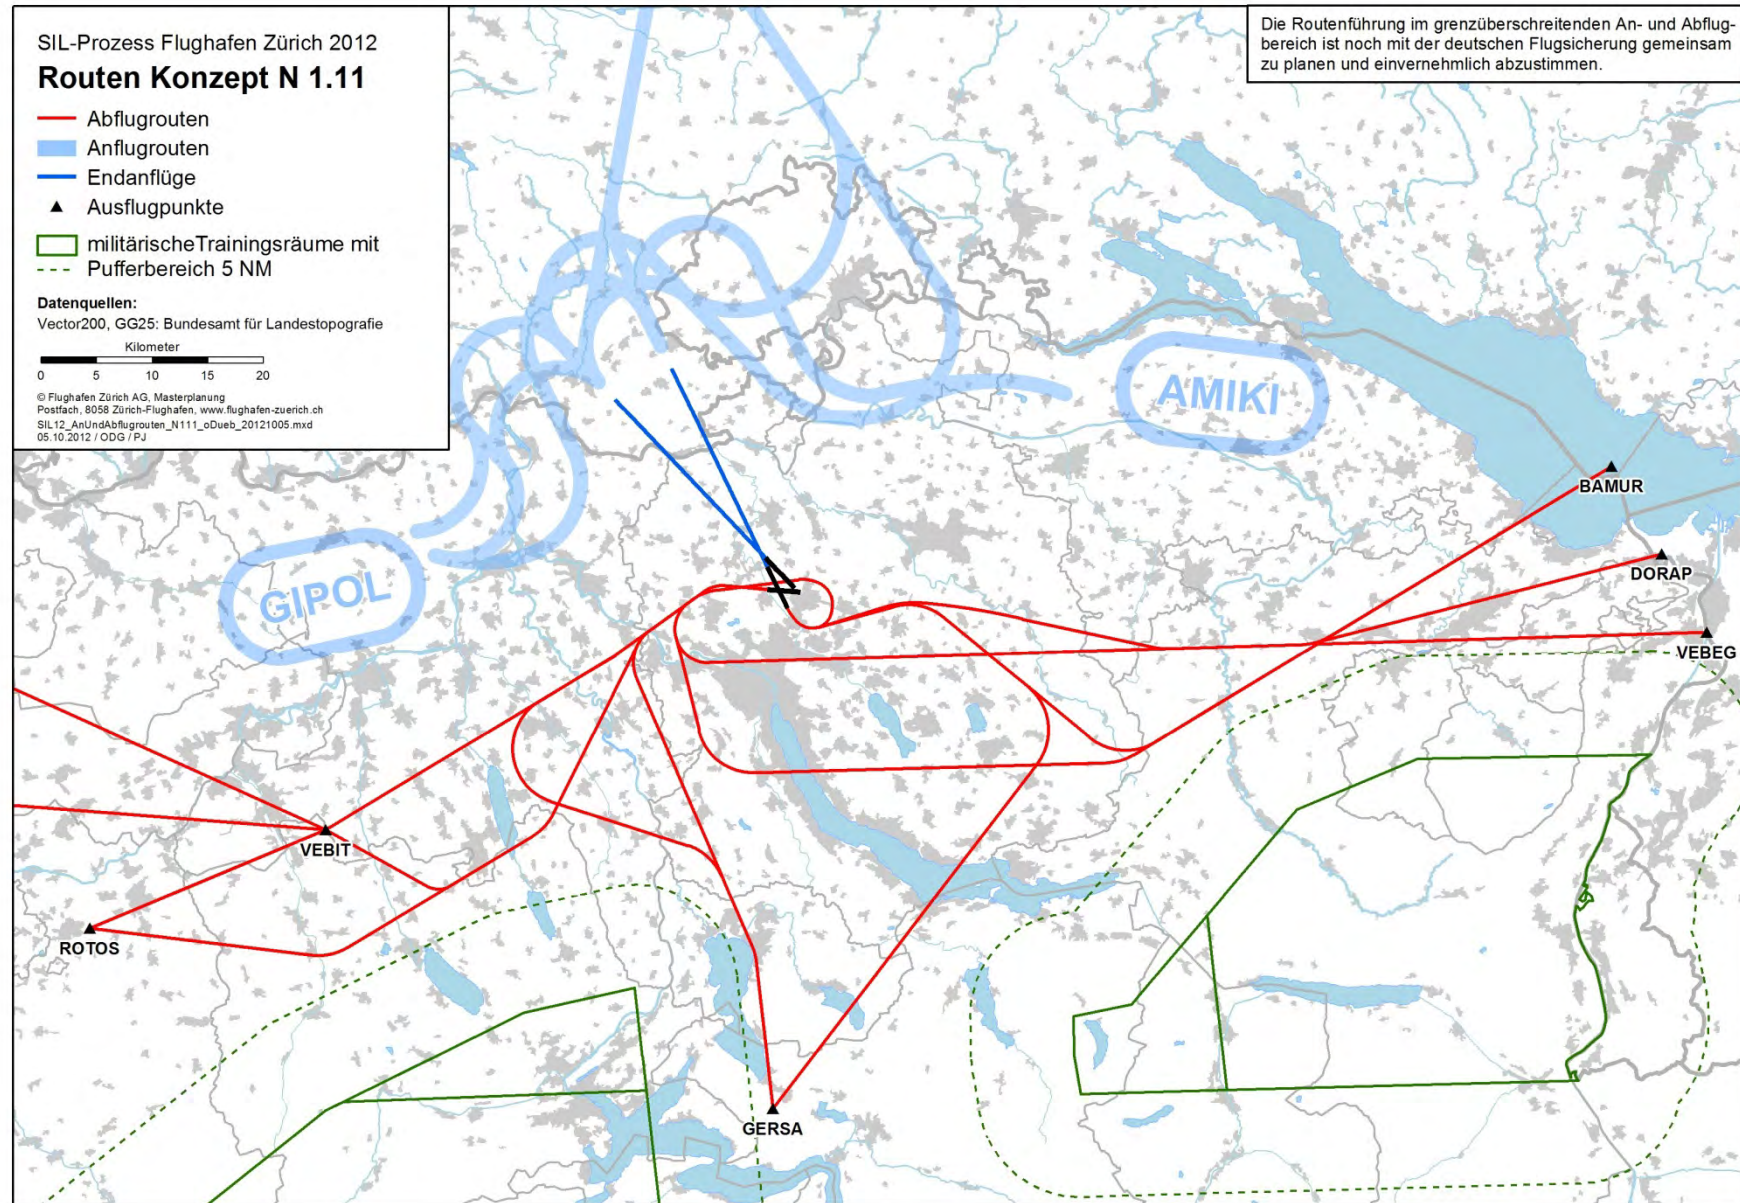 SIL-Prozess Flughafen Zürich 2012
Routen Konzept N 1.11
Abflugrouten
Anflugrouten
Endanflüge
Ausflugpunkte
militärischeTrainingsräume mit
Pufferbereich 5 NM
Datenquellen:
Vector200, GG25: Bundesamt für Landestopografie
Kilometer
0 5 10 15 20
© Flughafen Zürich AG, Masterplanung
Postfach, 8058 Zürich-Flughafen, www.flughafen-zuerich.ch
SIL12_AnUndAbflugrouten_N111_oDueb_20121005.mxd
05.10.2012 / ODG / PJ
Die Routenführung im grenzüberschreitenden An- und Abflug-
bereich ist noch mit der deutschen Flugsicherung gemeinsam
zu planen und einvernehmlich abzustimmen.
AMIKI
BAMUR
DORAP
GIPOL
VEBEG
VEBIT
ROTOS
GERSA